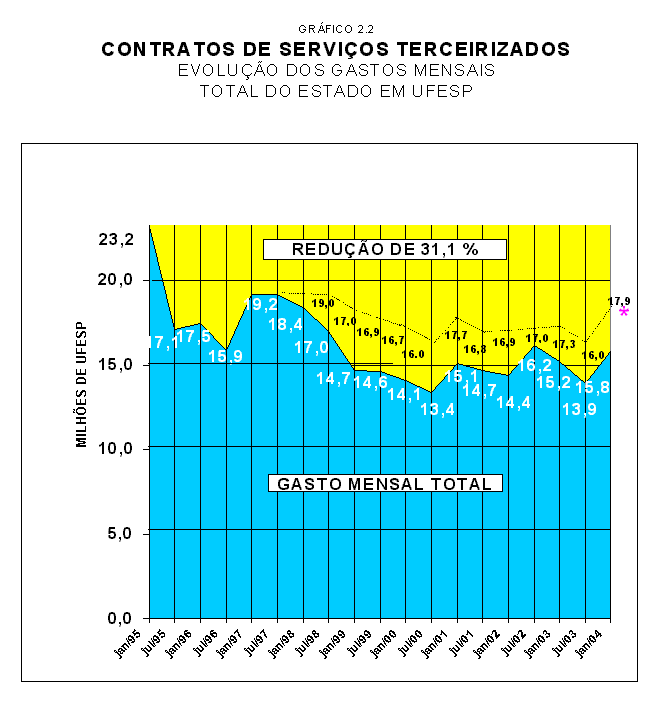 GRÁFICO 2.2
CONTRATOS DE SERVIÇOS TERCEIRIZADOS
EVOLUÇÃO DOS GASTOS MENSAIS
TOTAL DO ESTADO EM UFESP
23,2
REDUÇÃO DE 31,1 %
20,0
19,2
19,0
17,9
*
18,4
17,0
17,7
17,1
17,5
16,9
16,7
16.0
16,8
16,9
17,0
17,3
16,0
15,9
17,0
15,0
14,7
14,6
14,1
13,4
15,1
14,7
14,4
16,2
15,2
13,9
15,8
MILHÕES DE UFESP
10,0
GASTO MENSAL TOTAL
5,0
0,0
Jan/95
Jul/95
Jan/96
Jul/96
Jan/97
Jul/97
Jan/98
Jul/98
Jan/99
Jul/99
Jan/00
Jul/00
Jan/01
Jul/01
Jan/02
Jul/02
Jan/03
Jul/03
Jan/04